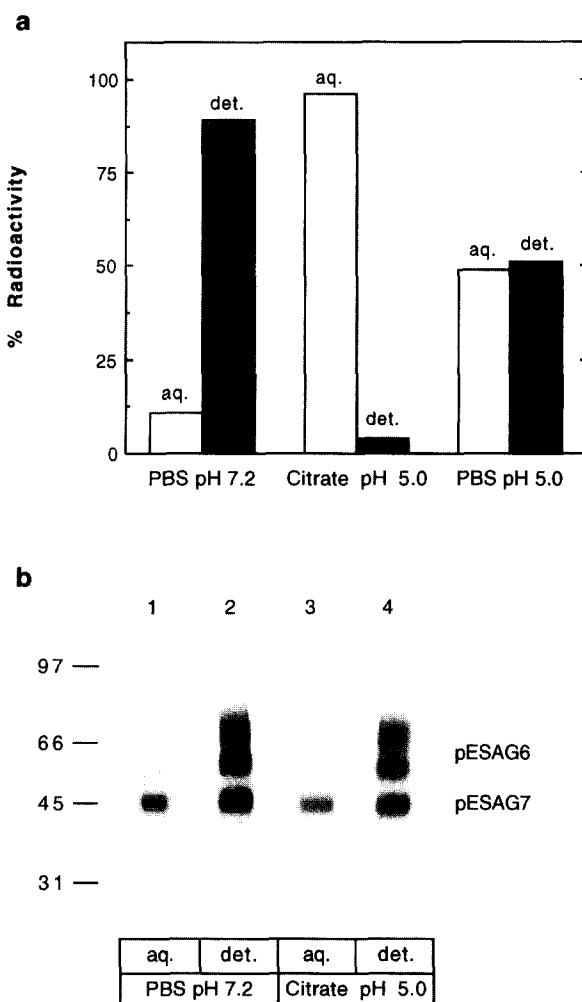 a
% Radioactivity
100
75
50
25
0
aq.
det.
aq.
det.
aq.
det.
PBS pH 7.2
Citrate pH 5.0
PBS pH 5.0
b
1 2 3 4
97
66
45
31
pESAG6
pESAG7
aq. det. aq. det.
PBS pH 7.2 Citrate pH 5.0